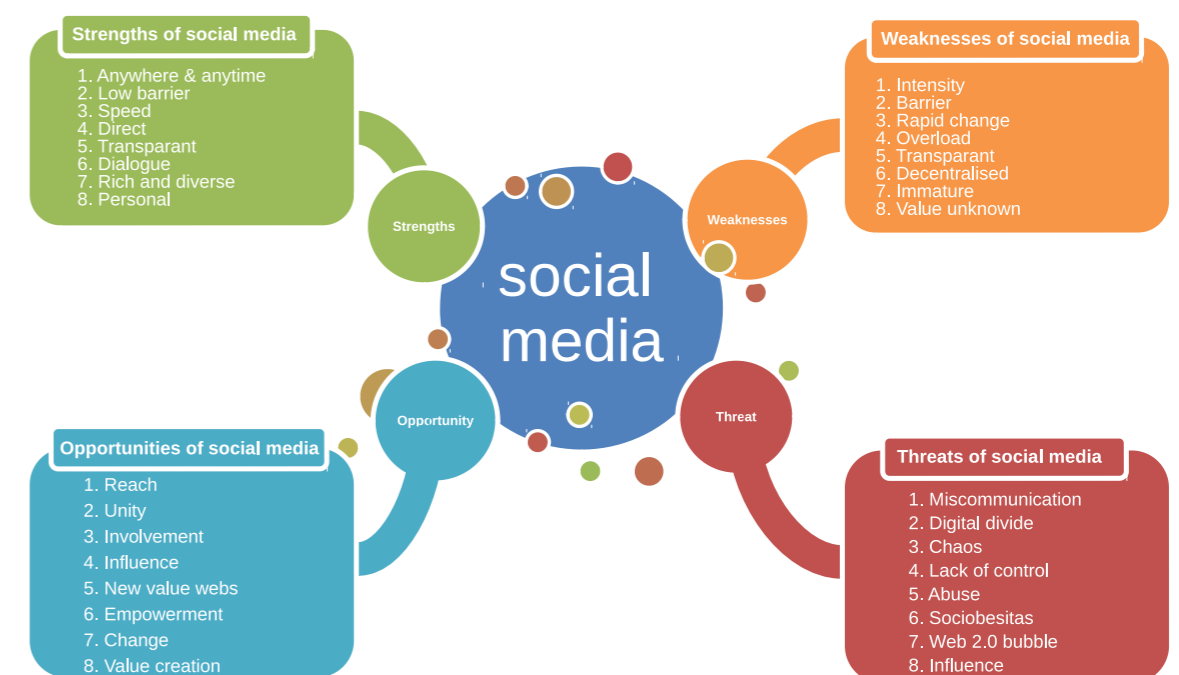 Strengths of social media
1. Anywhere & anytime
2. Low barrier
3. Speed
4. Direct
5. Transparant
6. Dialogue
7. Rich and diverse
8. Personal
Weaknesses of social media
1. Intensity
2. Barrier
3. Rapid change
4. Overload
5. Transparant
6. Decentralised
7. Immature
8. Value unknown
Strengths
Weaknesses
social
media
Opportunity
Threat
Opportunities of social media
1. Reach
2. Unity
3. Involvement
4. Influence
5. New value webs
6. Empowerment
7. Change
8. Value creation
Threats of social media
1. Miscommunication
2. Digital divide
3. Chaos
4. Lack of control
5. Abuse
6. Sociobesitas
7. Web 2.0 bubble
8. Influence